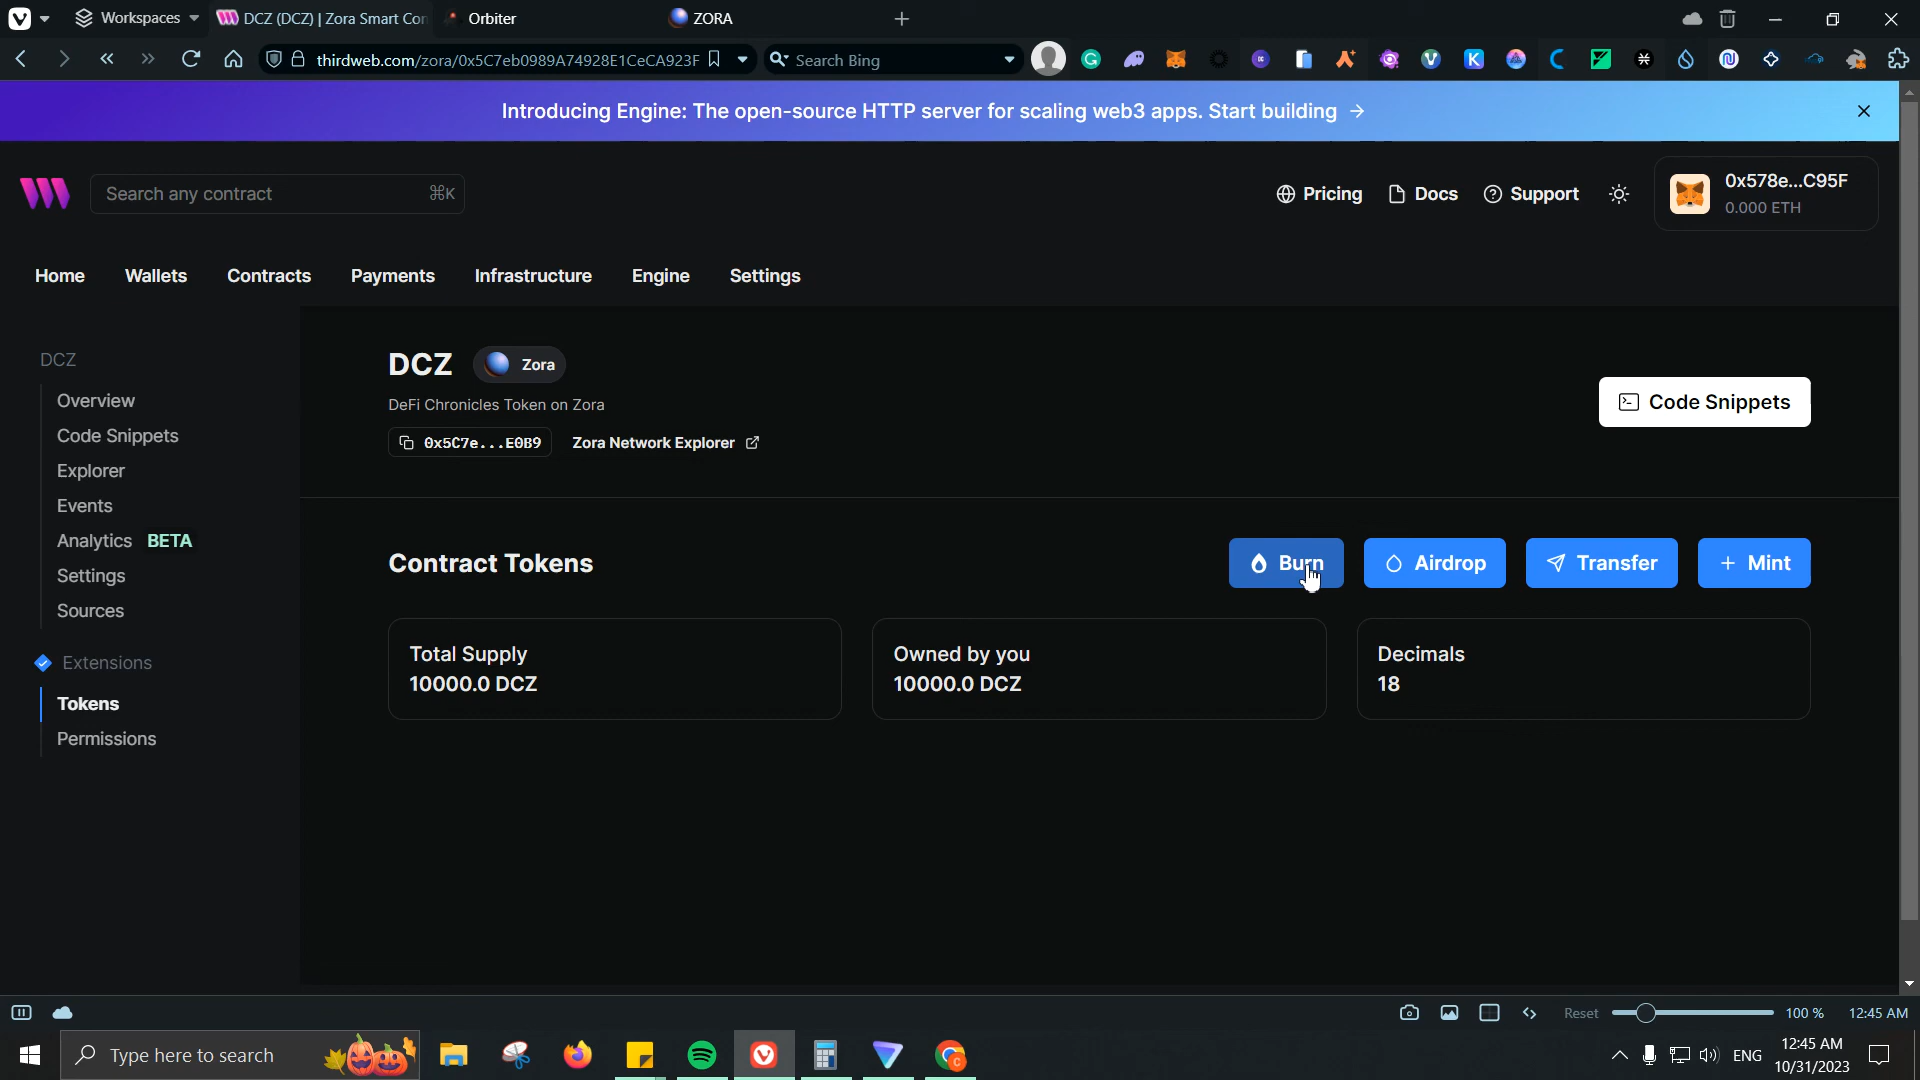 Workspaces
DCZ (DCZ) | Zora Smart Con
Orbiter
ZORA
thirdweb.com/zora/0x5C7eb0989A74928E1CeCA923F
Search Bing
Introducing Engine: The open-source HTTP server for scaling web3 apps. Start building →
Search any contract
⌘K
Pricing
Docs
Support
0x578e...C95F
0.000 ETH
Home
Wallets
Contracts
Payments
Infrastructure
Engine
Settings
DCZ
Overview
Code Snippets
Explorer
Events
Analytics BETA
Settings
Sources
Extensions
Tokens
Permissions
DCZ
Zora
DeFi Chronicles Token on Zora
0x5C7e...E0B9
Zora Network Explorer
Code Snippets
Contract Tokens
Burn
Airdrop
Transfer
+ Mint
Total Supply
10000.0 DCZ
Owned by you
10000.0 DCZ
Decimals
18
Reset
100 %
12:45 AM
Type here to search
ENG
12:45 AM
10/31/2023